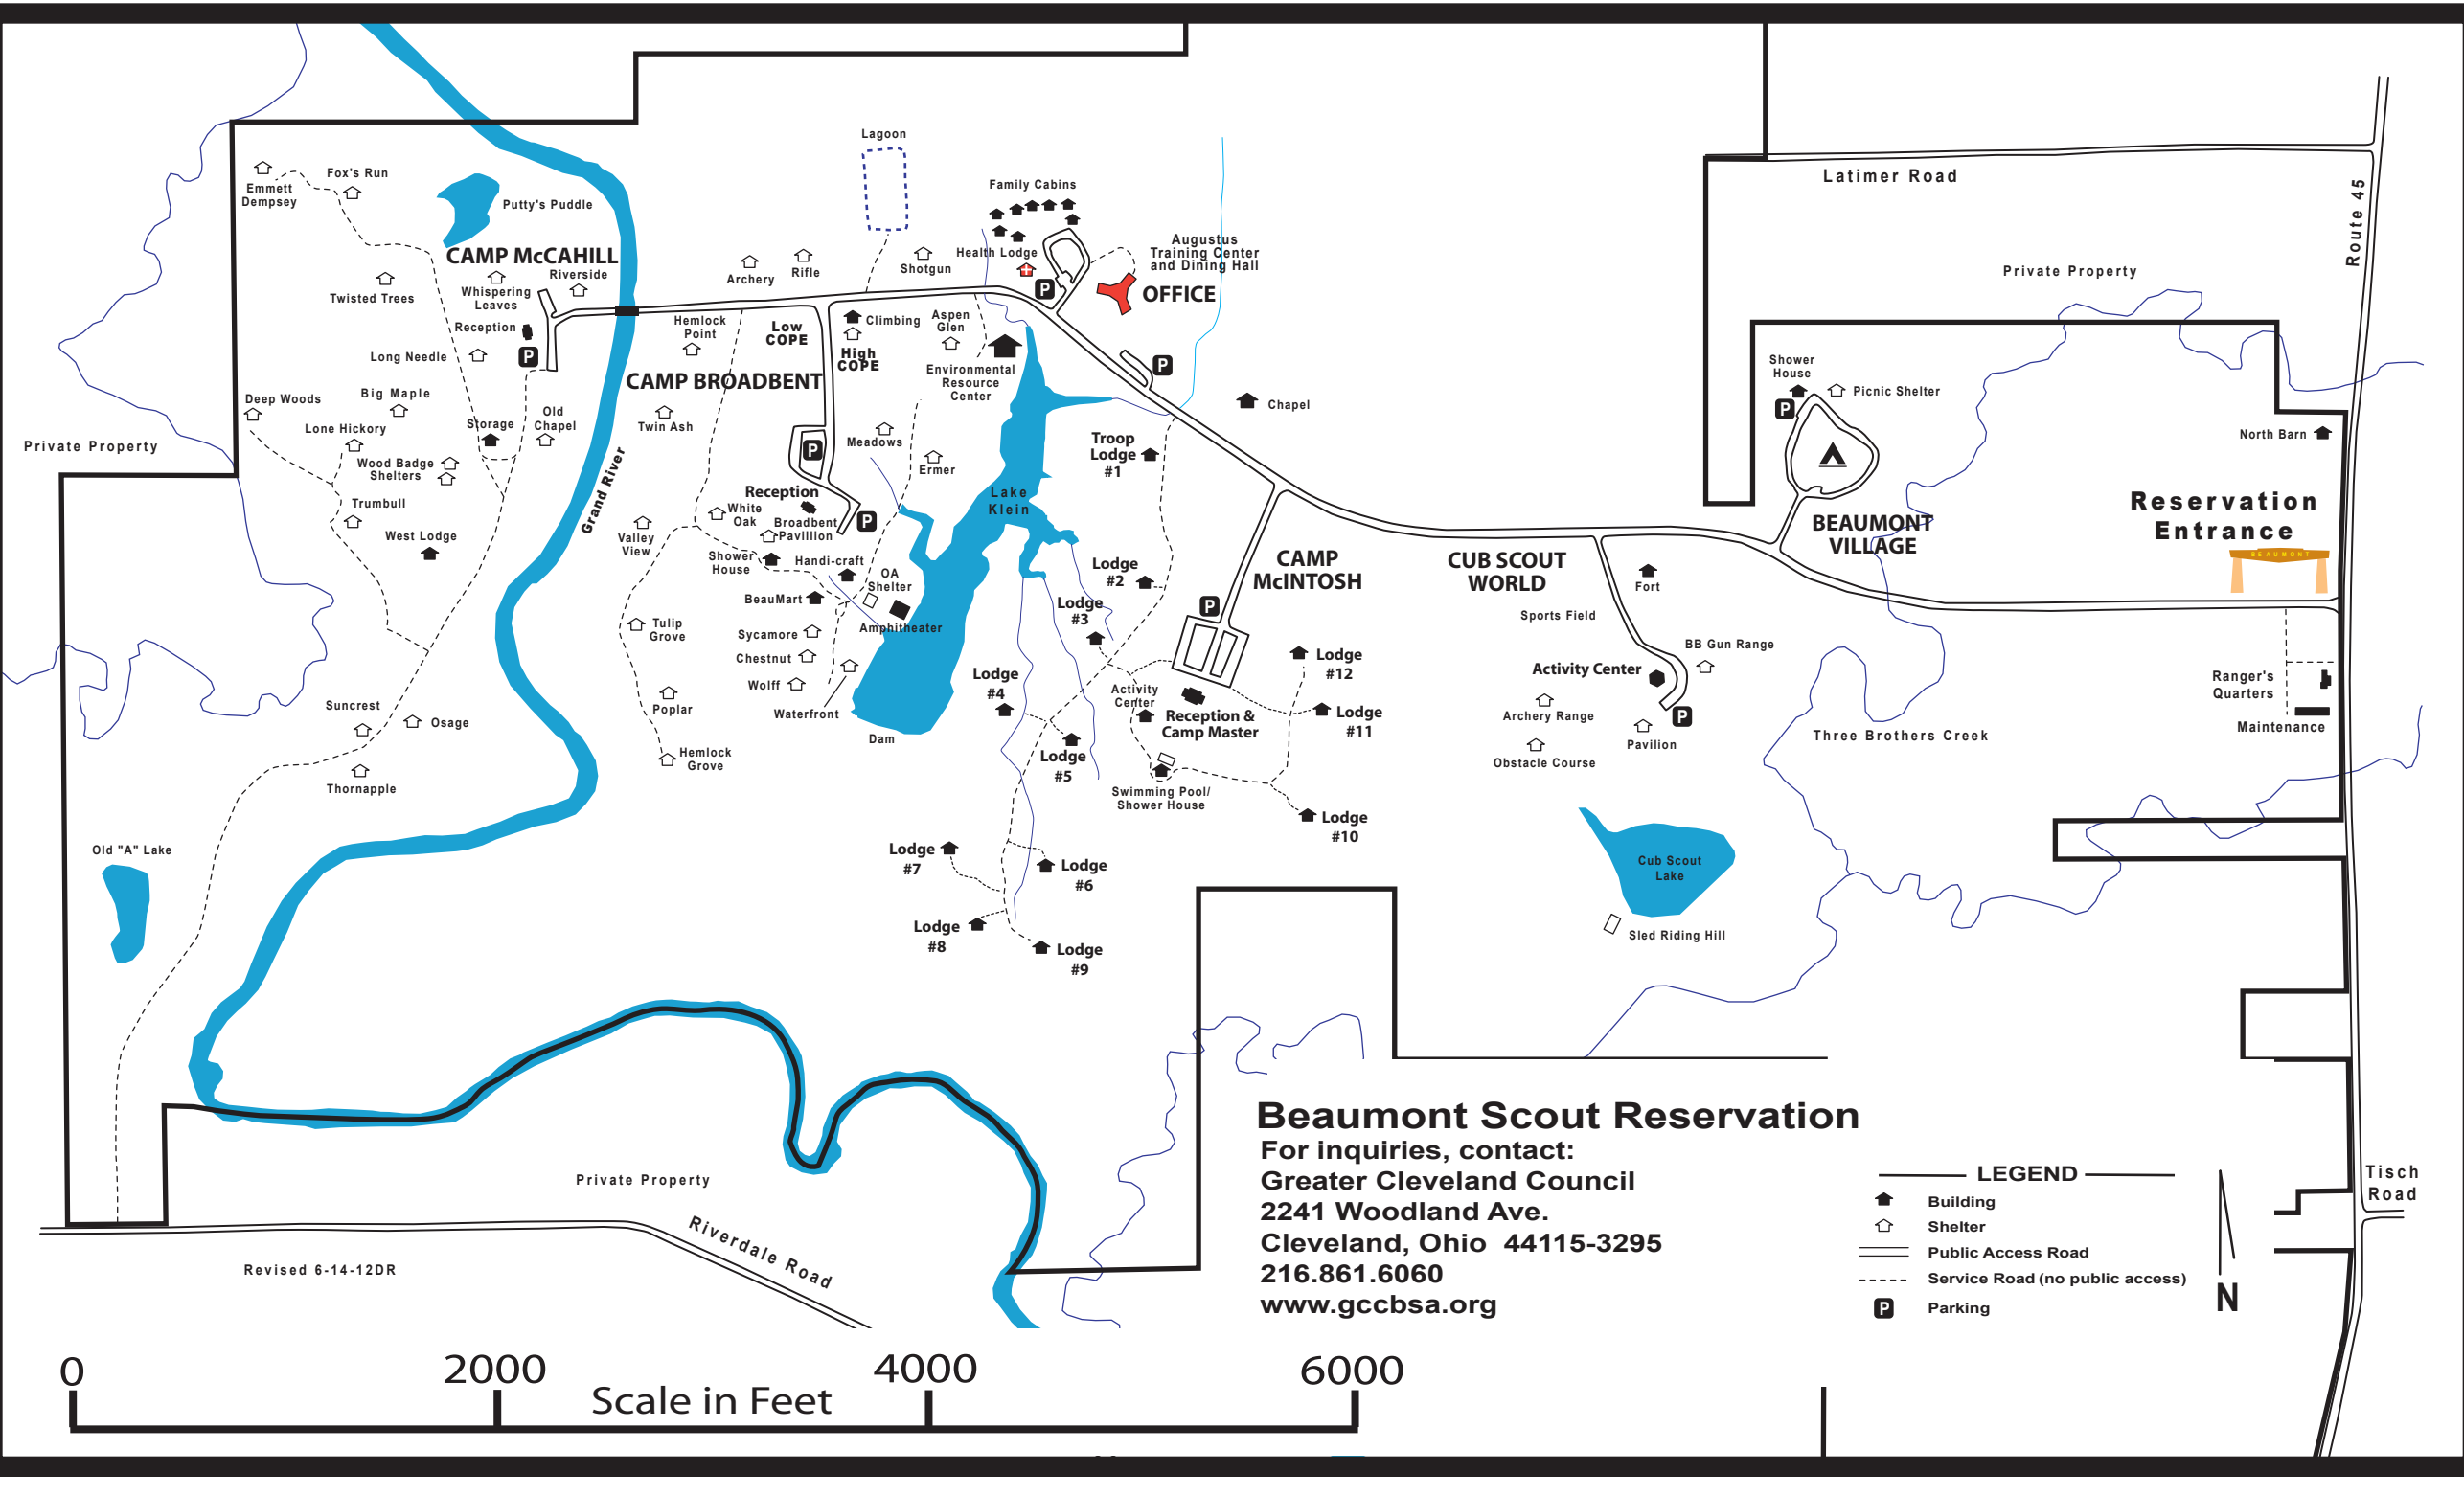 Lagoon
Latimer Road
Route 45
Emmett
Dempsey
Fox's Run
Putty's Puddle
Family Cabins
CAMP McCAHILL
Riverside
Twisted Trees
Whispering
Leaves
Reception
P
Long Needle
Archery
Rifle
Shotgun
Health Lodge
P
Augustus
Training Center
and Dining Hall
OFFICE
Private Property
Hemlock
Point
Low
COPE
Climbing
High
COPE
Aspen
Glen
Environmental
Resource
Center
CAMP BROADBENT
P
Chapel
Shower
House
P
Picnic Shelter
North Barn
Deep Woods
Big Maple
Lone Hickory
Storage
Old
Chapel
Private Property
Wood Badge
Shelters
Trumbull
West Lodge
Grand River
Twin Ash
P
Meadows
Ermer
Troop
Lodge
#1
Lake
Klein
Reception
White
Oak
Broadbent
Pavillion
P
Valley
View
Shower
House
Handi-craft
OA
Shelter
BeauMart
Amphitheater
Tulip
Grove
Sycamore
Chestnut
Wolff
Waterfront
Poplar
Hemlock
Grove
Dam
Lodge
#2
Lodge
#3
Lodge
#4
Lodge
#5
Lodge
#6
Lodge
#7
Lodge
#8
Lodge
#9
CAMP
McINTOSH
P
Activity
Center
Reception &
Camp Master
Swimming Pool/
Shower House
Lodge
#12
Lodge
#11
Lodge
#10
CUB SCOUT
WORLD
Fort
Sports Field
BB Gun Range
Activity Center
Archery Range
P
Pavilion
Obstacle Course
Cub Scout
Lake
Sled Riding Hill
BEAUMONT
VILLAGE
Reservation
Entrance
BEAUMONT
Ranger's
Quarters
Maintenance
Three Brothers Creek
Suncrest
Osage
Thornapple
Old "A" Lake
Private Property
Riverdale Road
Revised 6-14-12DR
Beaumont Scout Reservation
For inquiries, contact:
Greater Cleveland Council
2241 Woodland Ave.
Cleveland, Ohio 44115-3295
216.861.6060
www.gccbsa.org
LEGEND
Building
Shelter
Public Access Road
Service Road (no public access)
P Parking
N
Tisch
Road
0 2000 4000 6000
Scale in Feet